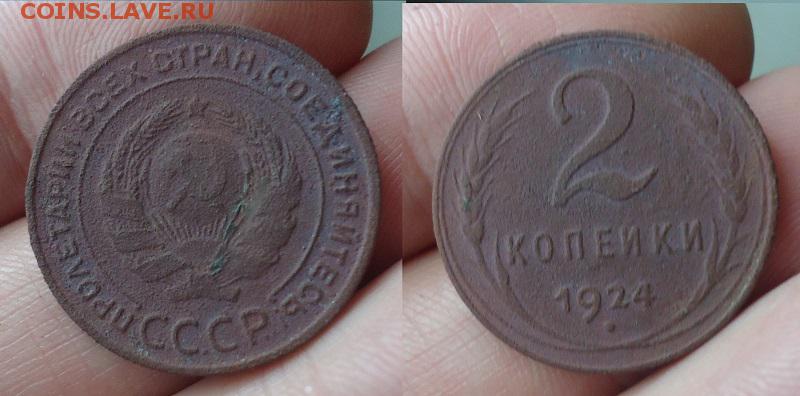 COINS.LAVE.RU
ПРОЛЕТАРИИ ВСЕХ СТРАН, СОЕДИНЯЙТЕСЬ!
СССР.
2
КОПЕЙКИ
1924